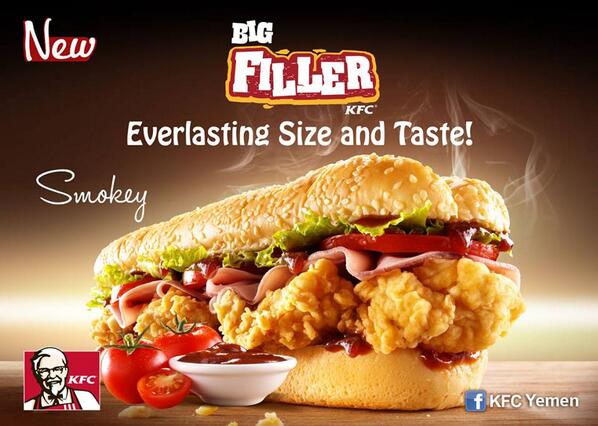 New
BIG
FILLER
KFC
Everlasting Size and Taste!
Smokey
KFC
f KFC Yemen